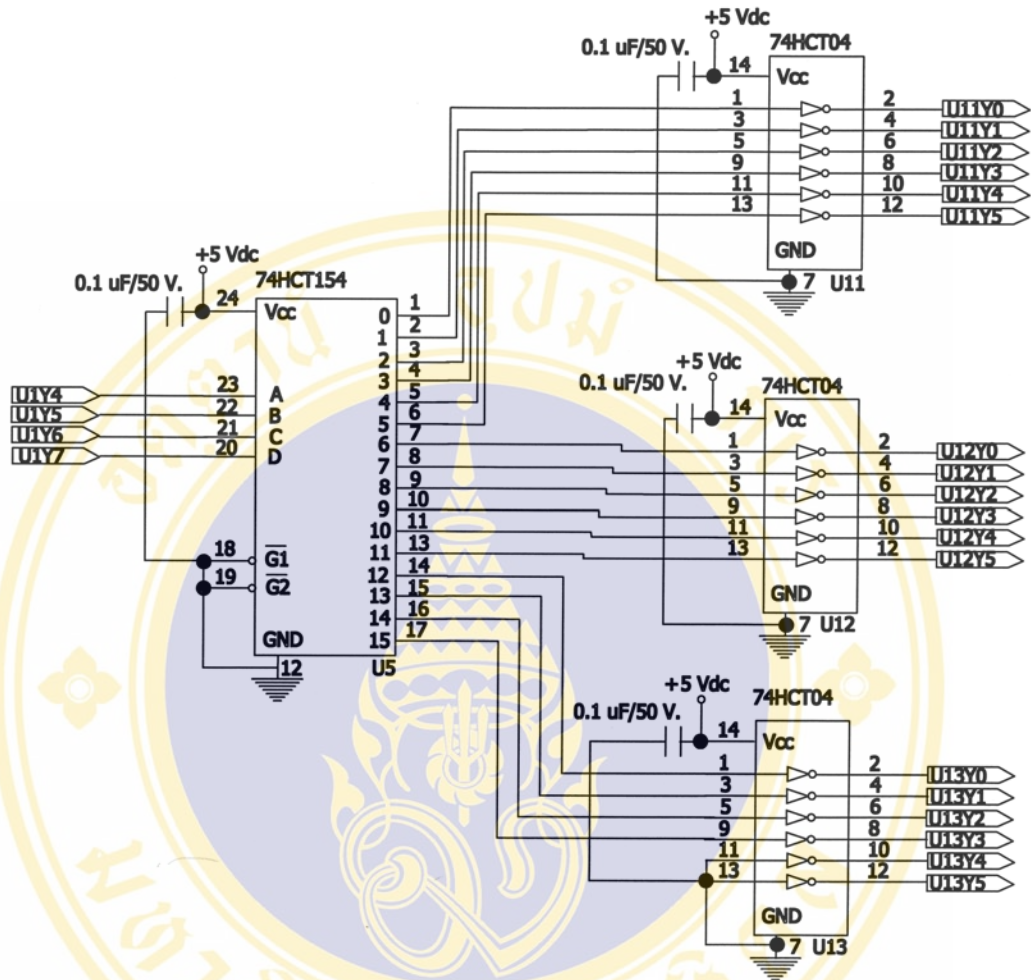 +5 Vdc
0.1 uF/50 V.
74HCT04
14
Vcc
1
2
U11Y0
3
4
U11Y1
5
6
U11Y2
9
8
U11Y3
11
10
U11Y4
13
12
U11Y5
GND
7
U11
+5 Vdc
0.1 uF/50 V.
74HCT154
24
Vcc
0
1
1
2
2
3
3
4
4
5
5
6
6
7
7
8
8
9
9
10
10
11
11
13
12
14
13
15
14
16
15
17
U1Y4
23
A
U1Y5
22
B
U1Y6
21
C
U1Y7
20
D
18
G1
19
G2
GND
12
U5
+5 Vdc
0.1 uF/50 V.
74HCT04
14
Vcc
1
2
U12Y0
3
4
U12Y1
5
6
U12Y2
9
8
U12Y3
11
10
U12Y4
13
12
U12Y5
GND
7
U12
+5 Vdc
0.1 uF/50 V.
74HCT04
14
Vcc
1
2
U13Y0
3
4
U13Y1
5
6
U13Y2
9
8
U13Y3
11
10
U13Y4
13
12
U13Y5
GND
7
U13